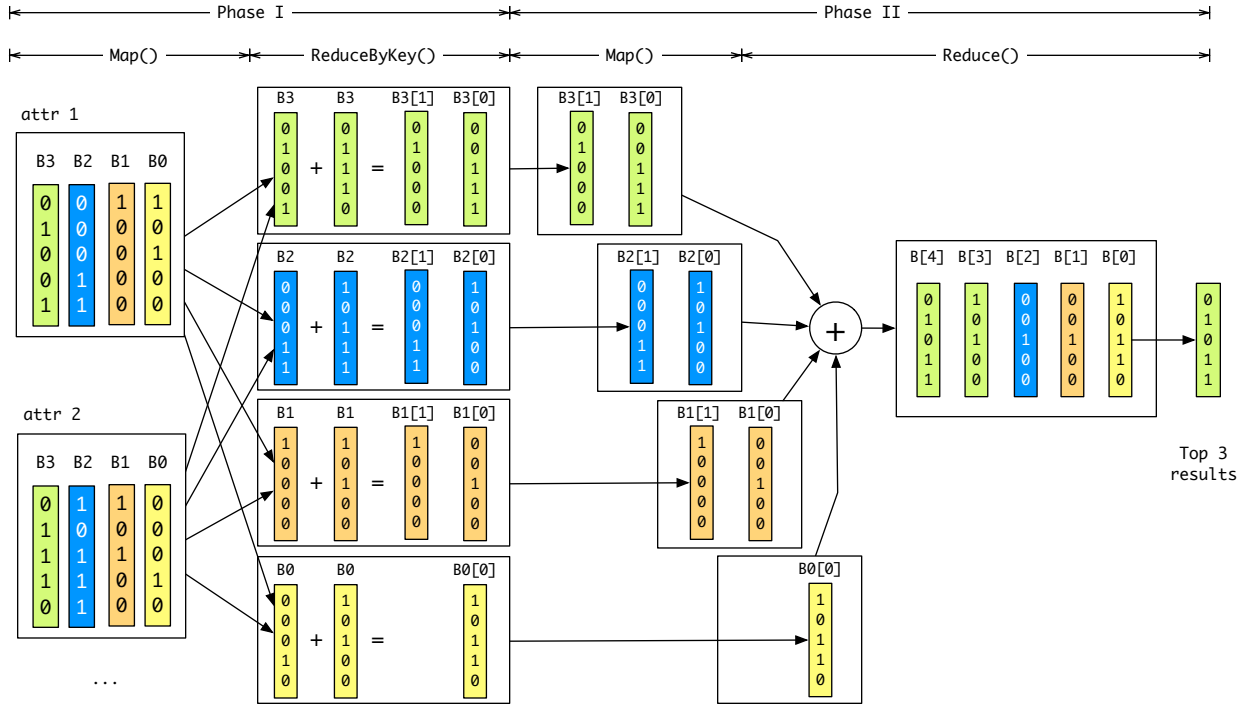 Phase I Phase II
Map() ReduceByKey() Map() Reduce()
attr 1
B3 B2 B1 B0
0 0 1 1
1 0 0 0
0 0 0 1
0 1 0 0
1 1 0 0
attr 2
B3 B2 B1 B0
0 1 1 0
1 0 0 0
1 1 1 0
1 1 0 1
0 1 0 0
...
B3 B3 B3[1] B3[0]
0 0 0 0
1 1 1 0
0 + 1 = 0 1
0 1 0 1
1 0 0 1
B2 B2 B2[1] B2[0]
0 1 0 1
0 0 0 0
0 + 1 = 0 1
1 1 1 0
1 1 1 0
B1 B1 B1[1] B1[0]
1 1 1 0
0 0 0 0
0 + 1 = 0 1
0 0 0 0
0 0 0 0
B0 B0 B0[0]
0 1 1
0 0 0
0 + 1 = 1
1 0 1
0 0 0
B3[1] B3[0]
0 0
1 0
0 1
0 1
0 1
B2[1] B2[0]
0 1
0 0
0 1
1 0
1 0
B1[1] B1[0]
1 0
0 0
0 1
0 0
0 0
B0[0]
1
0
1
1
0
+
B[4] B[3] B[2] B[1] B[0]
0 1 0 0 1
1 0 0 0 0
0 1 1 1 1
1 0 0 0 1
1 0 0 0 0
0
1
0
1
1
Top 3
results